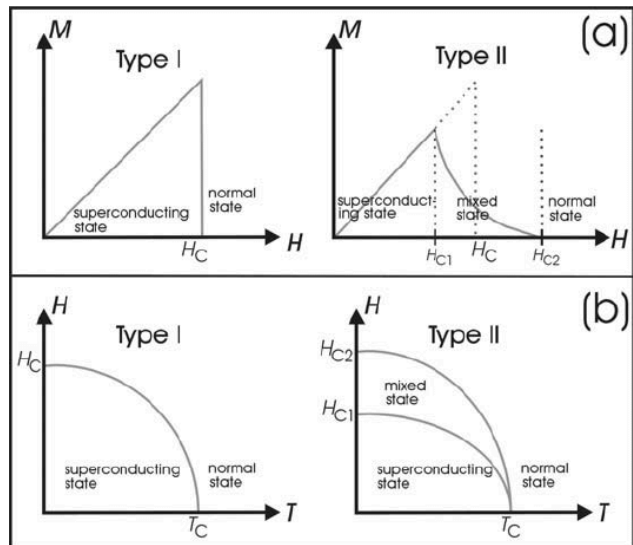 M
Type I
superconducting
state
normal
state
H_C
H
M
Type II
(a)
superconduct-
ing state
mixed
state
normal
state
H_C1
H_C
H_C2
H
H
Type I
H_C
superconducting
state
normal
state
T_C
T
H
Type II
(b)
H_C2
mixed
state
H_C1
superconducting
state
normal
state
T_C
T